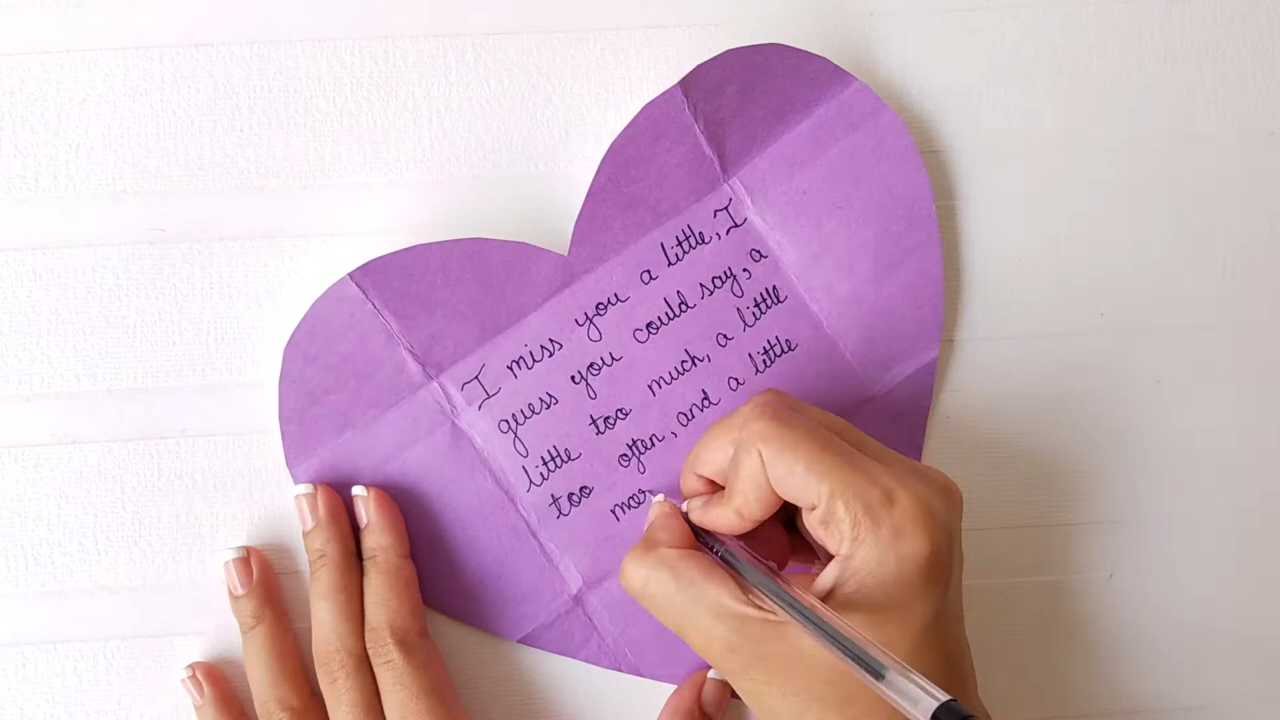 I miss you a little, I
guess you could say, a
little too much, a little
too often, and a little